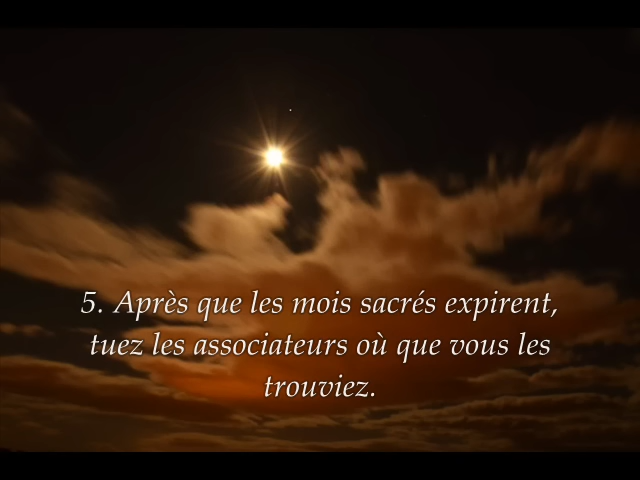 5. Après que les mois sacrés expirent,
tuez les associateurs où que vous les
trouviez.